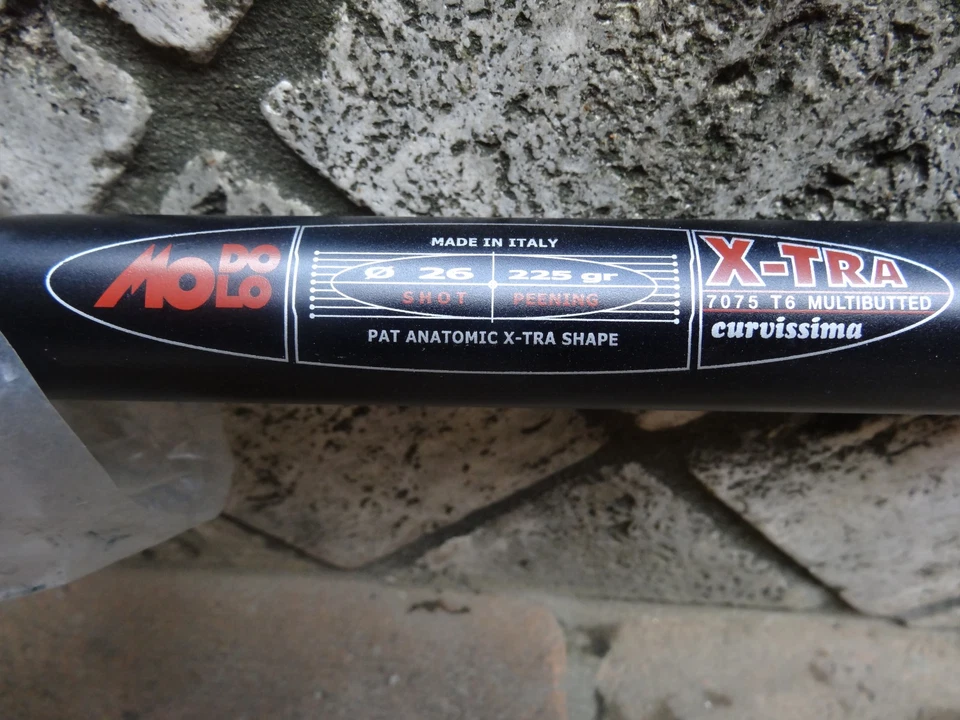 MODOLO
MADE IN ITALY
Ø 26 225 gr
SHOT PEENING
PAT ANATOMIC X-TRA SHAPE
X-TRA
7075 T6 MULTIBUTTED
curvissima